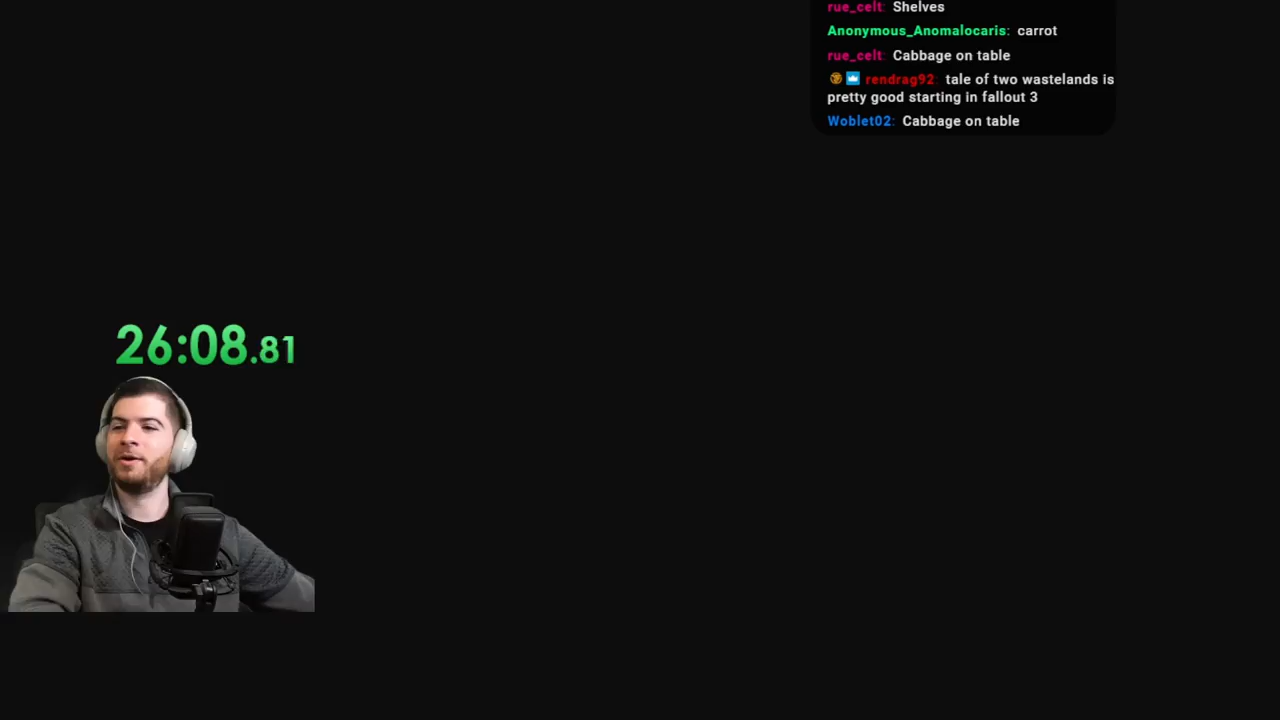 rue_celt: Shelves
Anonymous_Anomalocaris: carrot
rue_celt: Cabbage on table
rendrag92: tale of two wastelands is
pretty good starting in fallout 3
Woblet02: Cabbage on table
26:08.81